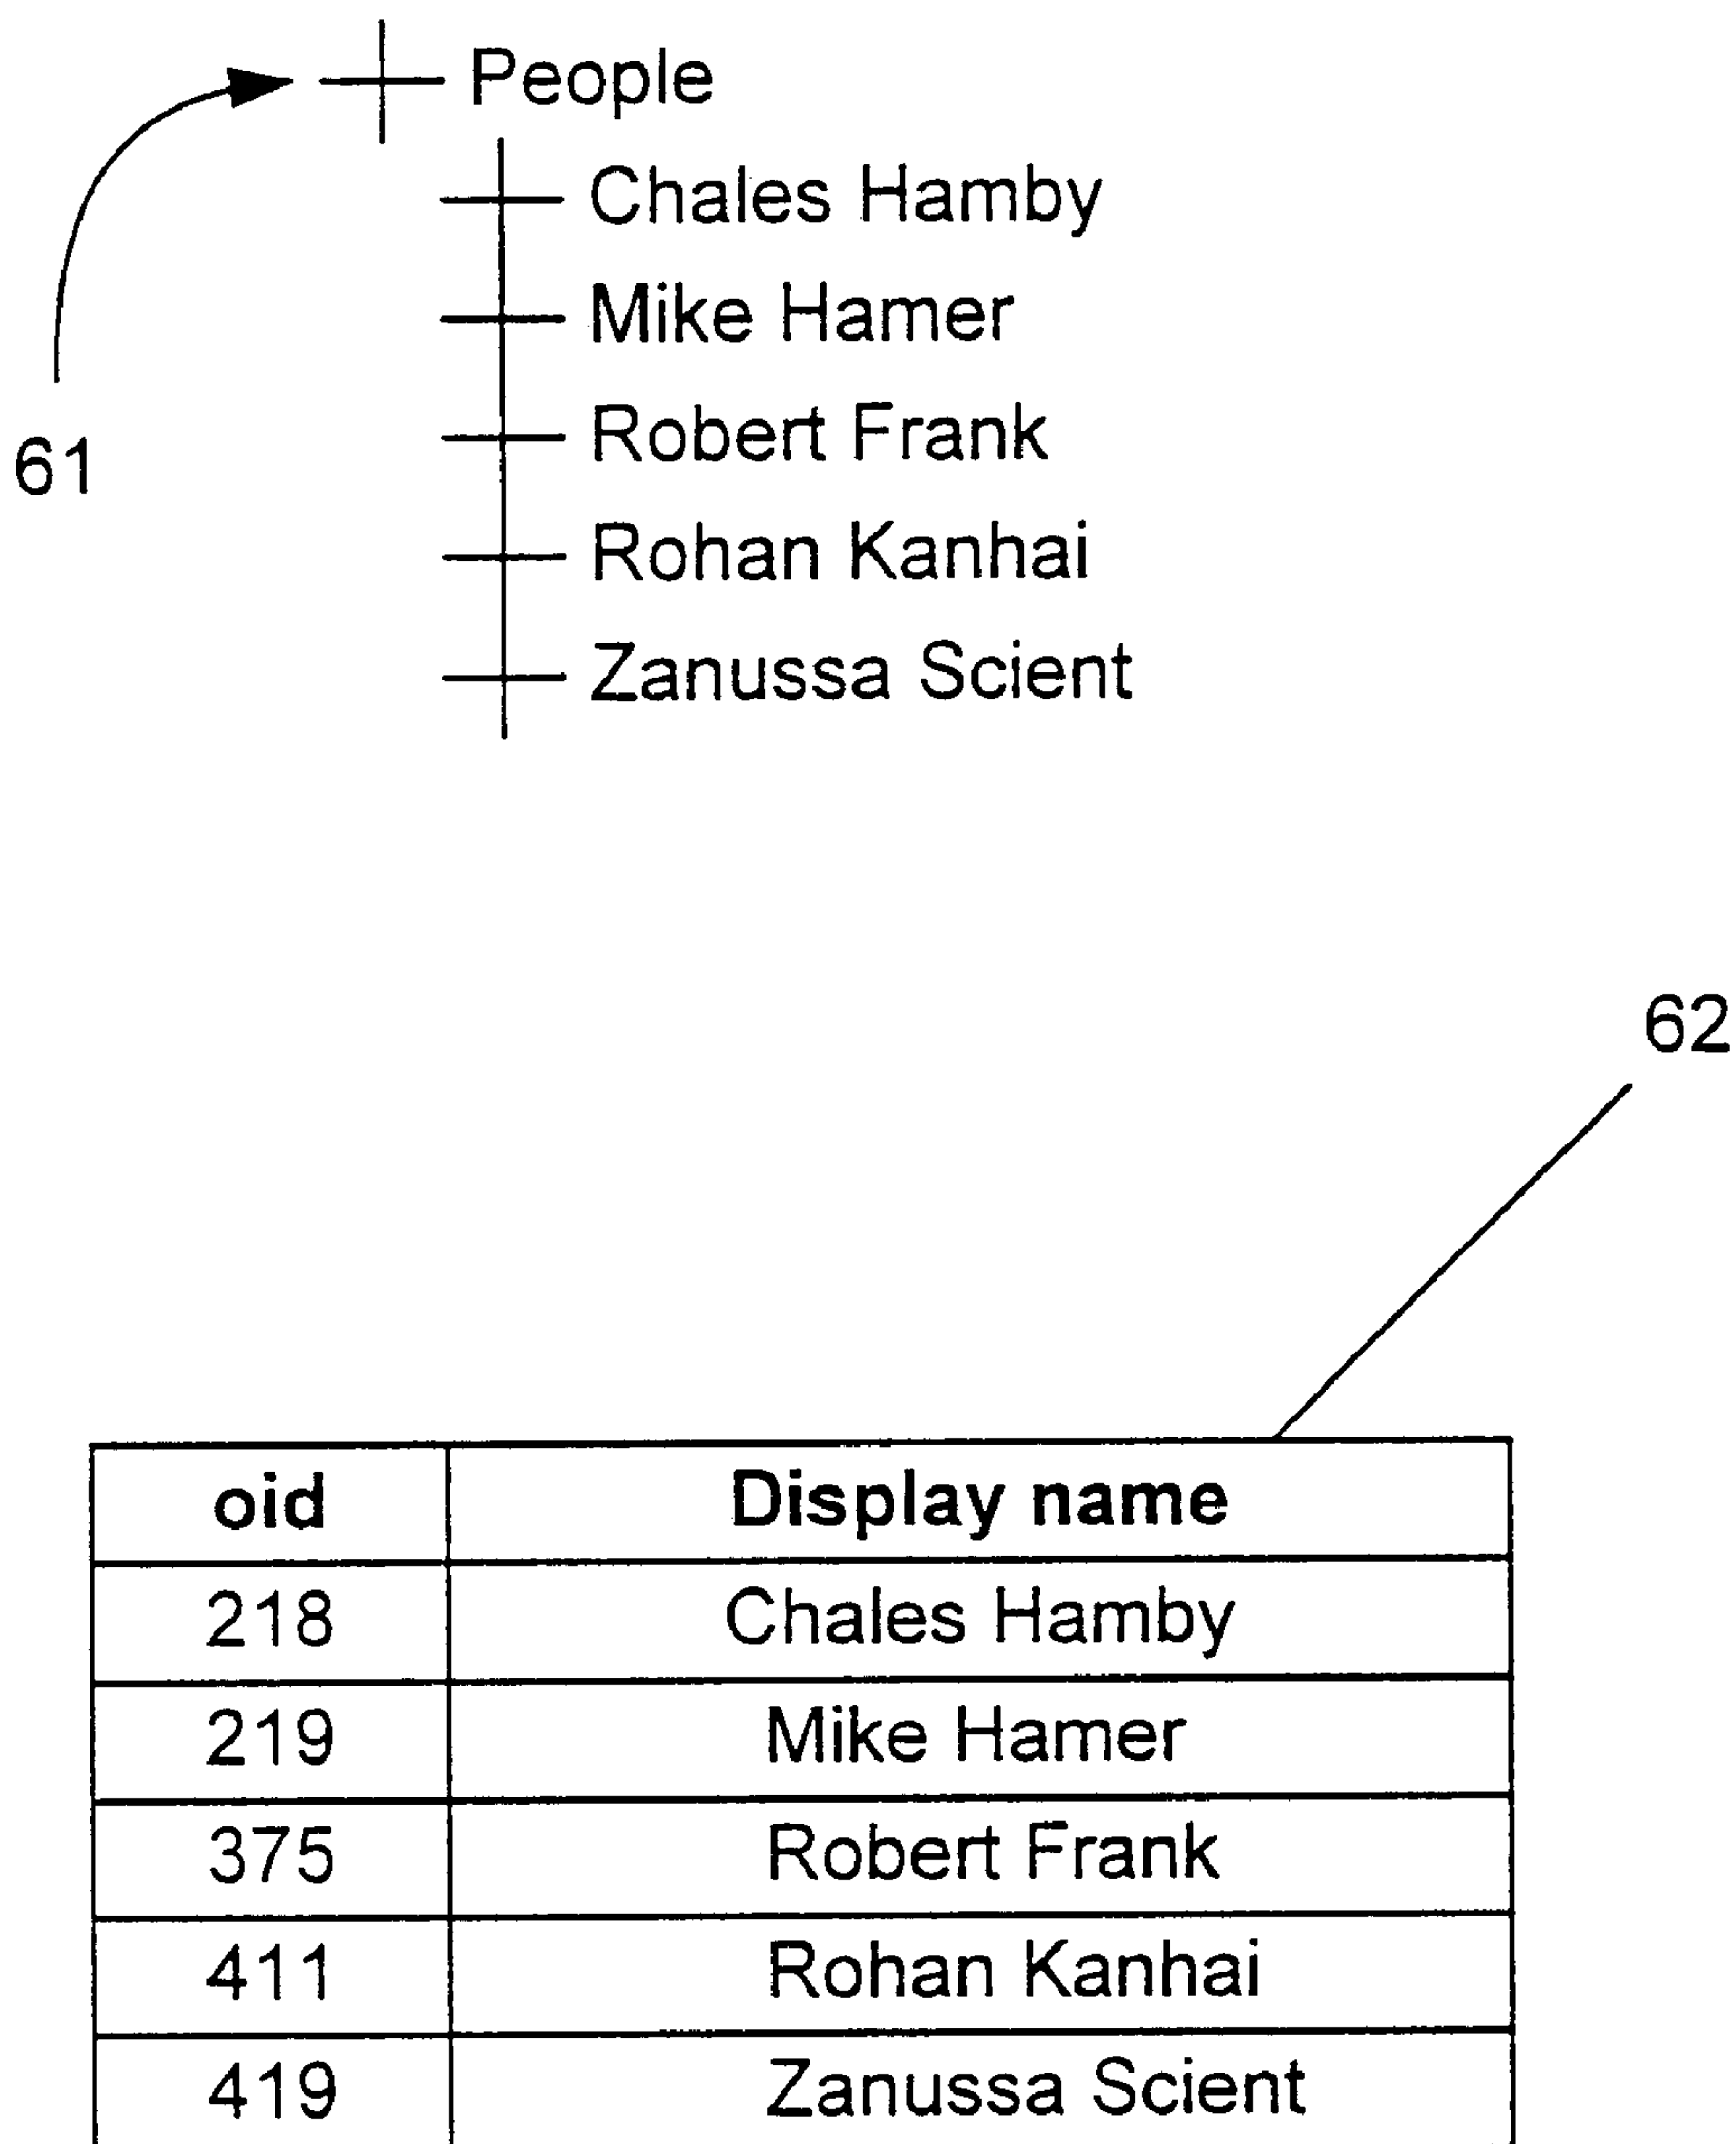 People
Chales Hamby
Mike Hamer
Robert Frank
61
Rohan Kanhai
Zanussa Scient
62
oid Display name
218 Chales Hamby
219 Mike Hamer
375 Robert Frank
411 Rohan Kanhai
419 Zanussa Scient